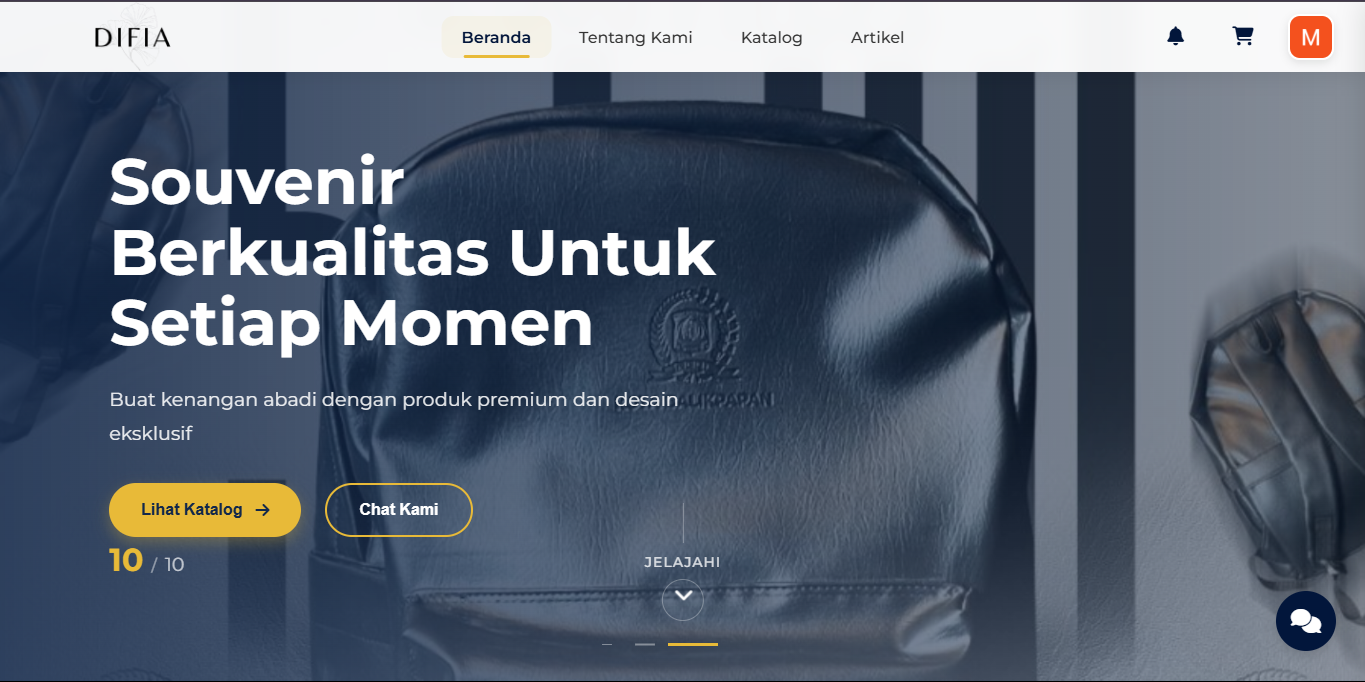 DIFIA
Beranda
Tentang Kami
Katalog
Artikel
M
Souvenir
Berkualitas Untuk
Setiap Momen
Buat kenangan abadi dengan produk premium dan desain
eksklusif
Lihat Katalog
Chat Kami
10 / 10
JELAJAHI